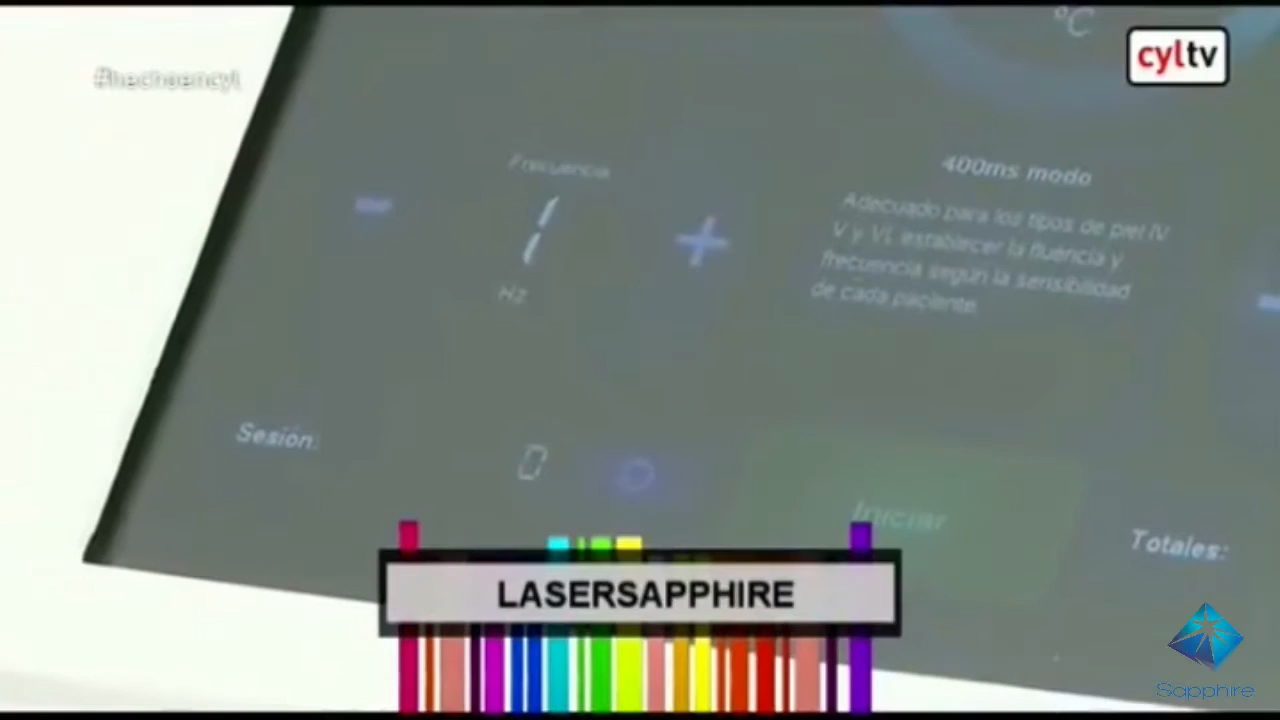 °C
cyltv
#hechoencyl
400ms modo
Frecuencia
-
1
+
Hz
Adecuado para los tipos de piel IV
V y VI, establecer la fluencia y
frecuencia según la sensibilidad
de cada paciente.
Sesión:
0
Iniciar
Totales:
LASERSAPPHIRE
Sapphire